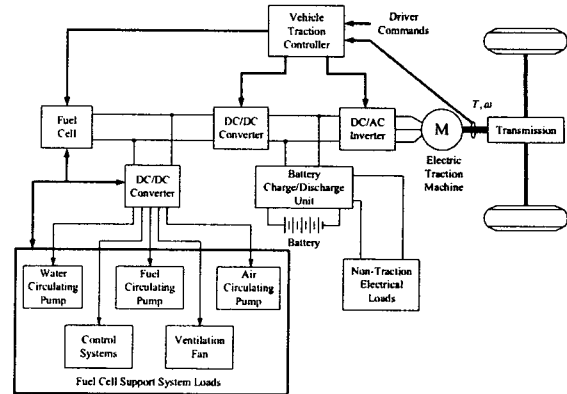 Vehicle
Traction
Controller
Driver
Commands
T, ω
Fuel
Cell
DC/DC
Converter
DC/AC
Inverter
M
Transmission
Electric
Traction
Machine
DC/DC
Converter
Battery
Charge/Discharge
Unit
Battery
Water
Circulating
Pump
Fuel
Circulating
Pump
Air
Circulating
Pump
Non-Traction
Electrical
Loads
Control
Systems
Ventilation
Fan
Fuel Cell Support System Loads